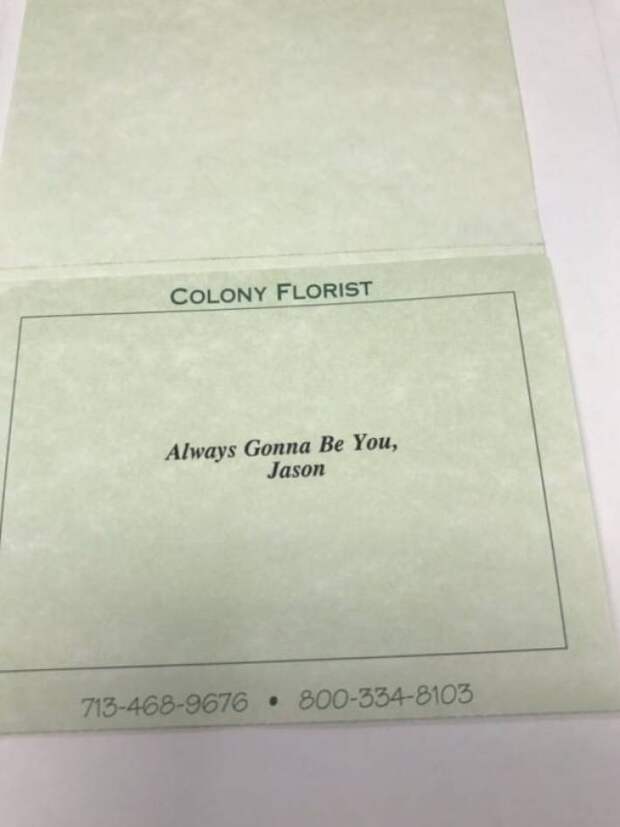 COLONY FLORIST
Always Gonna Be You,
Jason
713-468-9676 • 800-334-8103